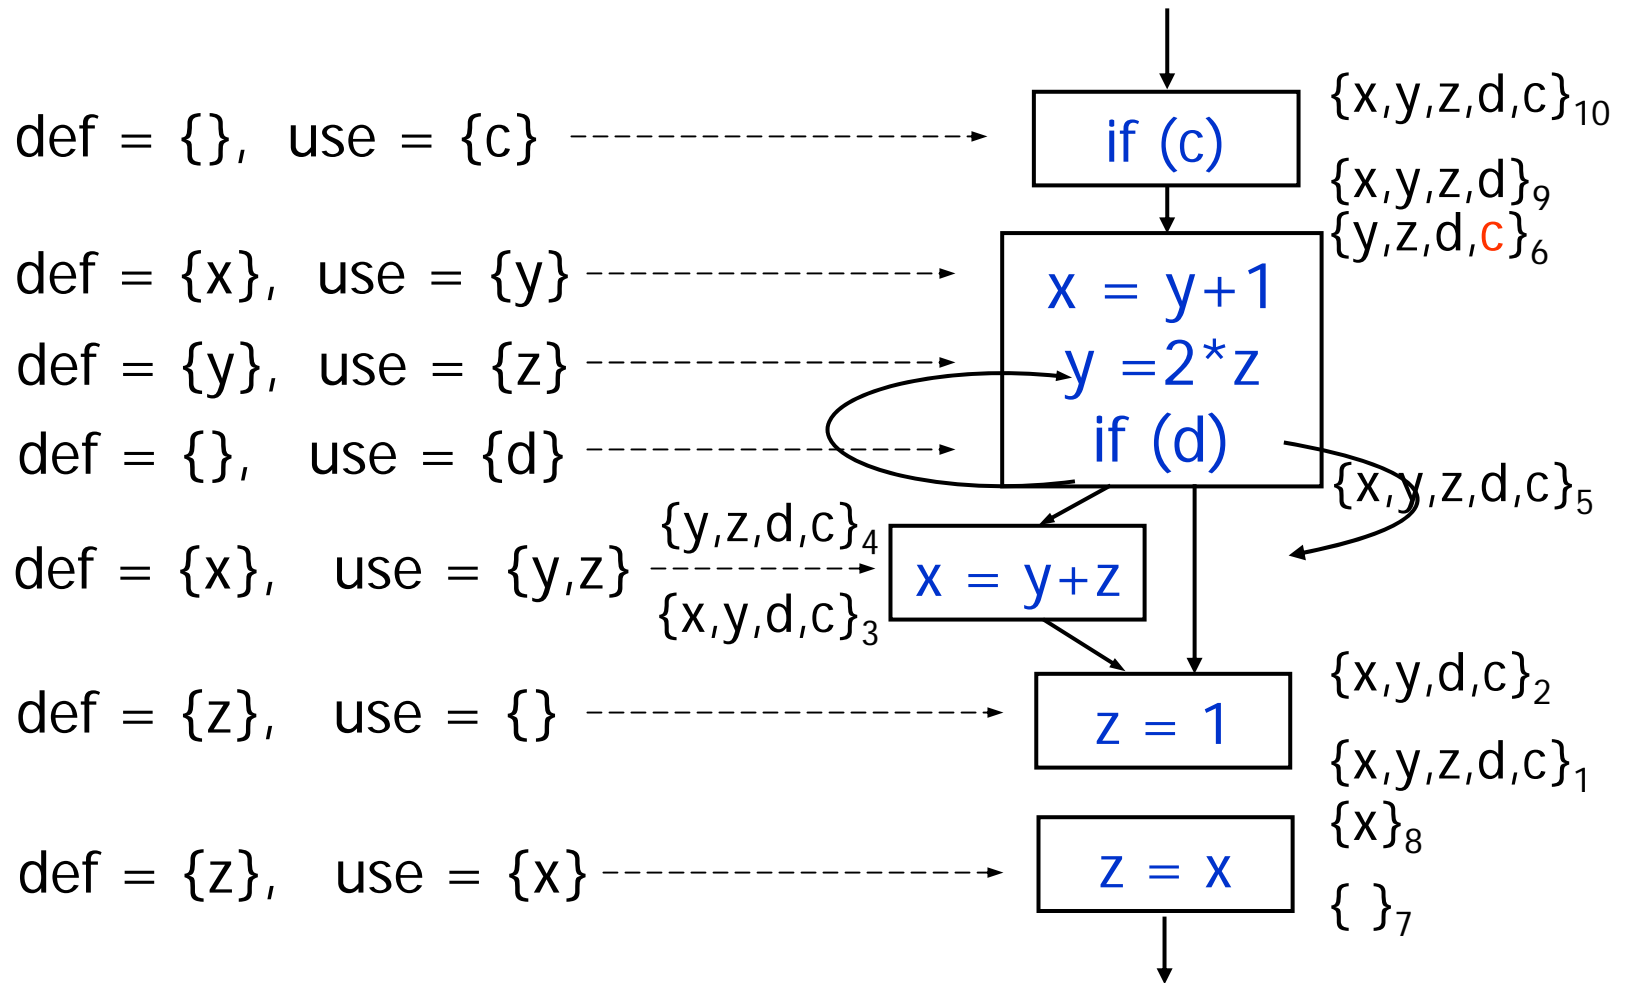 {x,y,z,d,c}10
def = {}, use = {c}
if (c)
{x,y,z,d}9
{y,z,d,c}6
def = {x}, use = {y}
x = y+1
def = {y}, use = {z}
y =2*z
def = {}, use = {d}
if (d)
{x,y,z,d,c}5
{y,z,d,c}4
def = {x}, use = {y,z}
x = y+z
{x,y,d,c}3
{x,y,d,c}2
def = {z}, use = {}
z = 1
{x,y,z,d,c}1
{x}8
def = {z}, use = {x}
z = x
{ }7